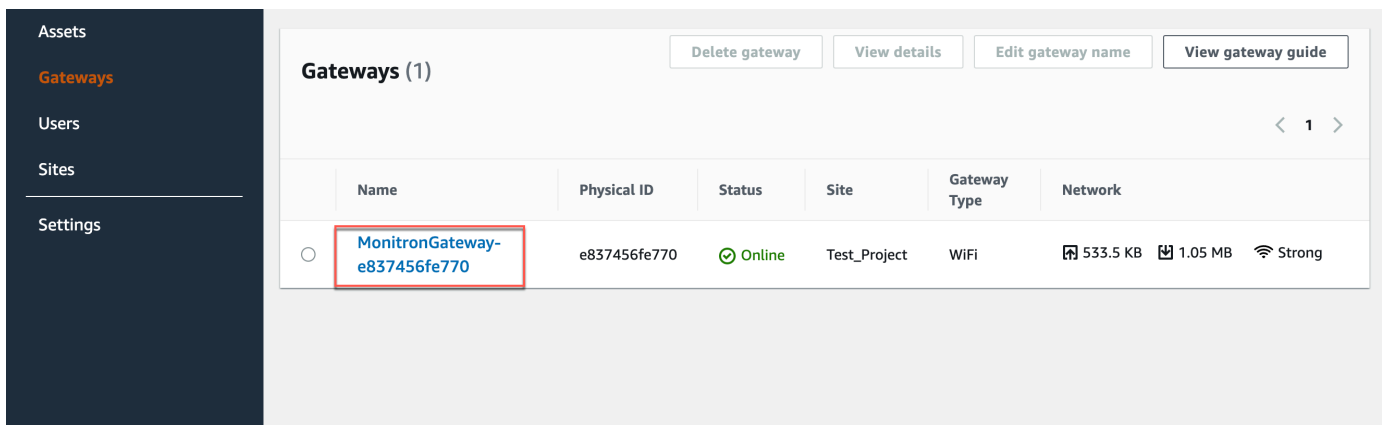 Assets
Gateways
Users
Sites
Settings
Gateways (1)
Delete gateway
View details
Edit gateway name
View gateway guide
1
Name
Physical ID
Status
Site
Gateway
Type
Network
MonitronGateway-
e837456fe770
e837456fe770
Online
Test_Project
WiFi
533.5 KB
1.05 MB
Strong